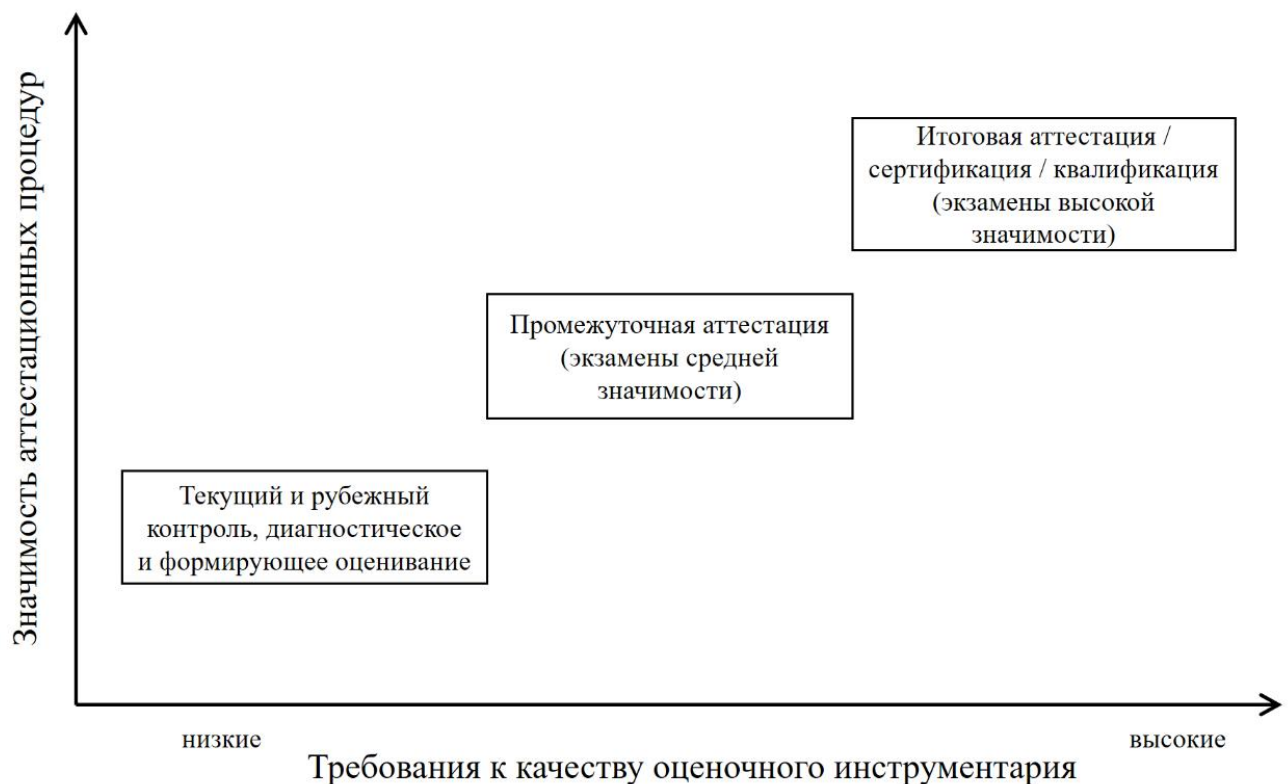 Значимость аттестационных процедур
Итоговая аттестация /
сертификация / квалификация
(экзамены высокой
значимости)
Промежуточная аттестация
(экзамены средней
значимости)
Текущий и рубежный
контроль, диагностическое
и формирующее оценивание
низкие
высокие
Требования к качеству оценочного инструментария